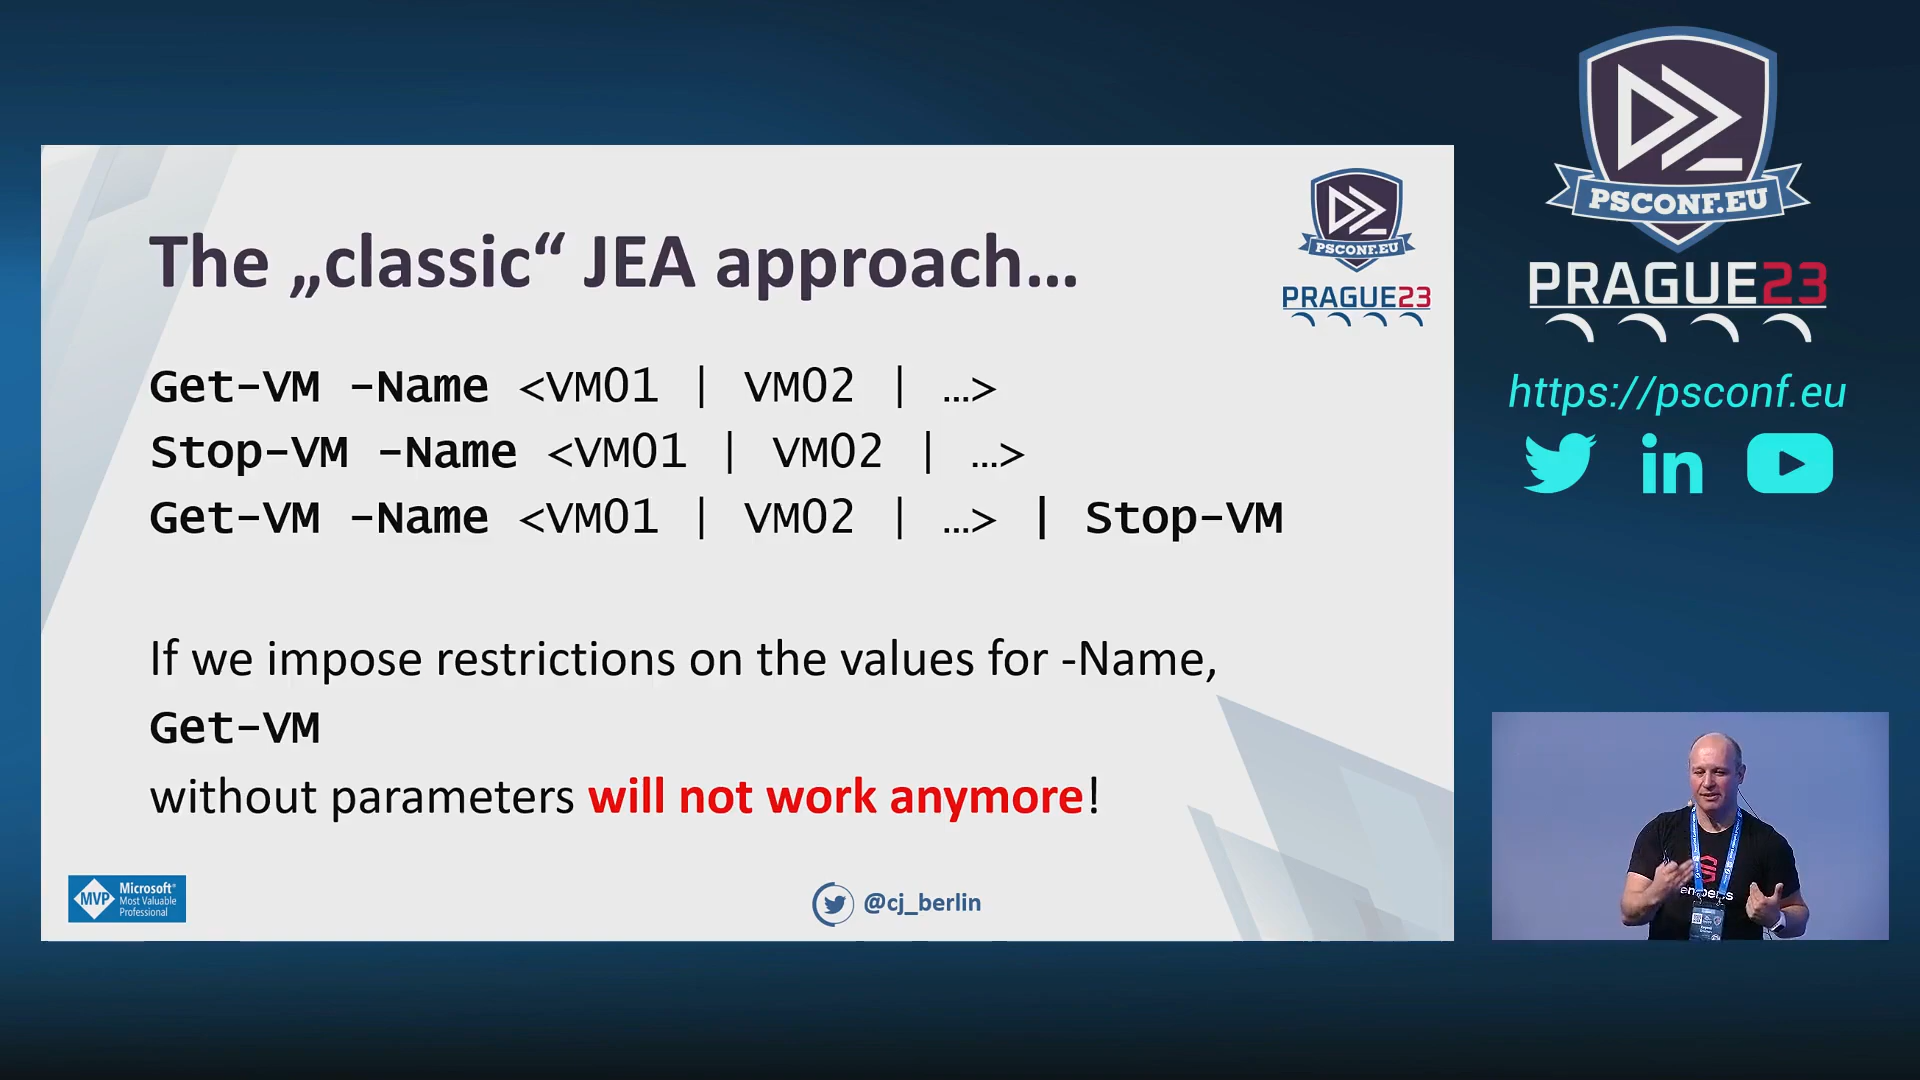 The „classic“ JEA approach…
Get-VM -Name <VM01 | VM02 | …>
Stop-VM -Name <VM01 | VM02 | …>
Get-VM -Name <VM01 | VM02 | …> | Stop-VM
If we impose restrictions on the values for -Name,
Get-VM
without parameters will not work anymore!
MVP
Microsoft®
Most Valuable
Professional
@cj_berlin
PSCONF.EU
PRAGUE23
PSCONF.EU
PRAGUE23
https://psconf.eu
in